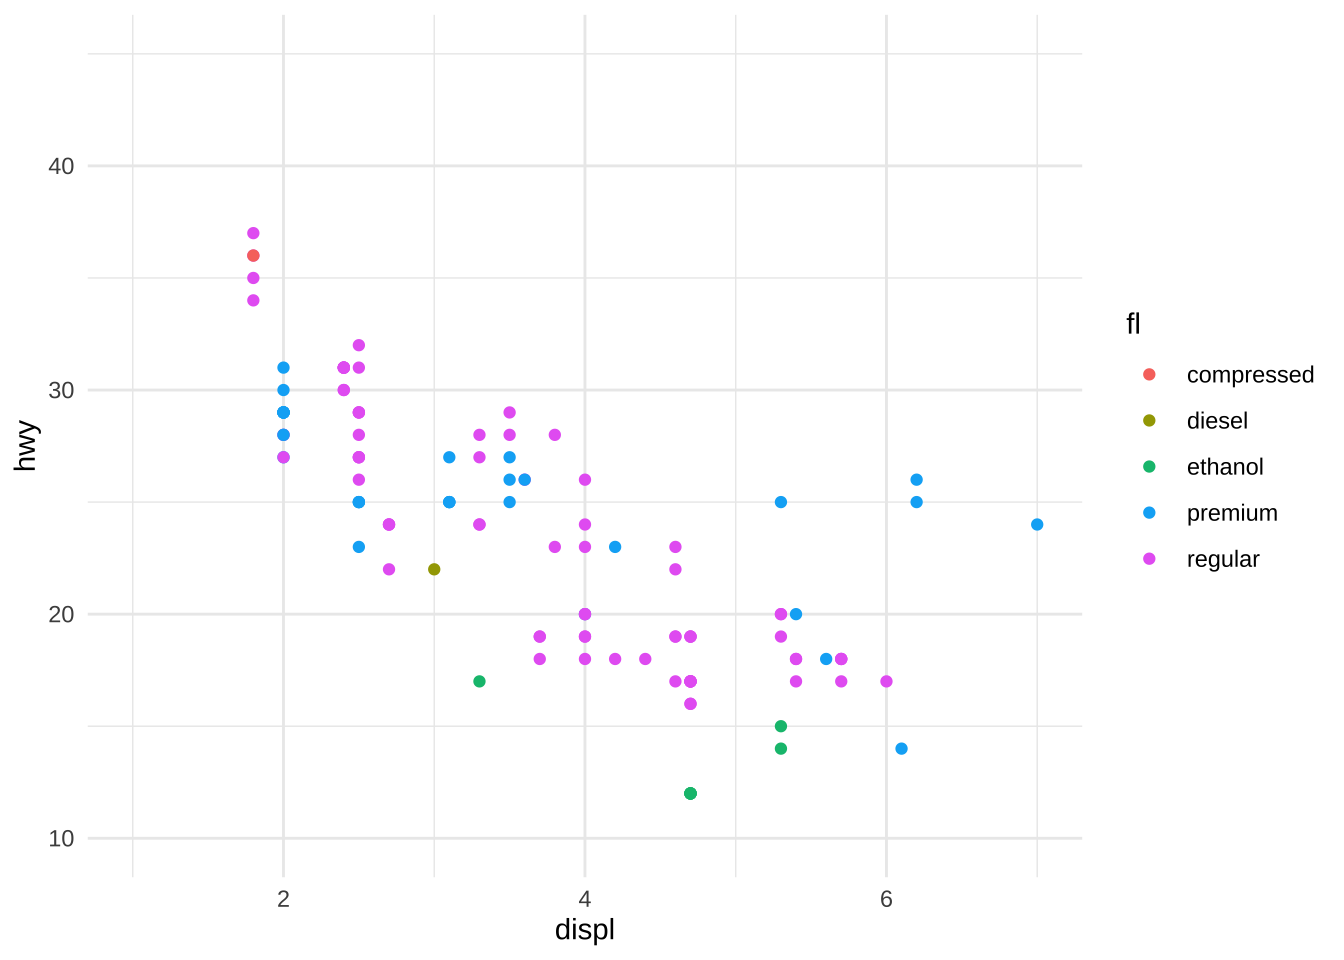 40
30
20
10
hwy
2
4
6
displ
fl
compressed
diesel
ethanol
premium
regular